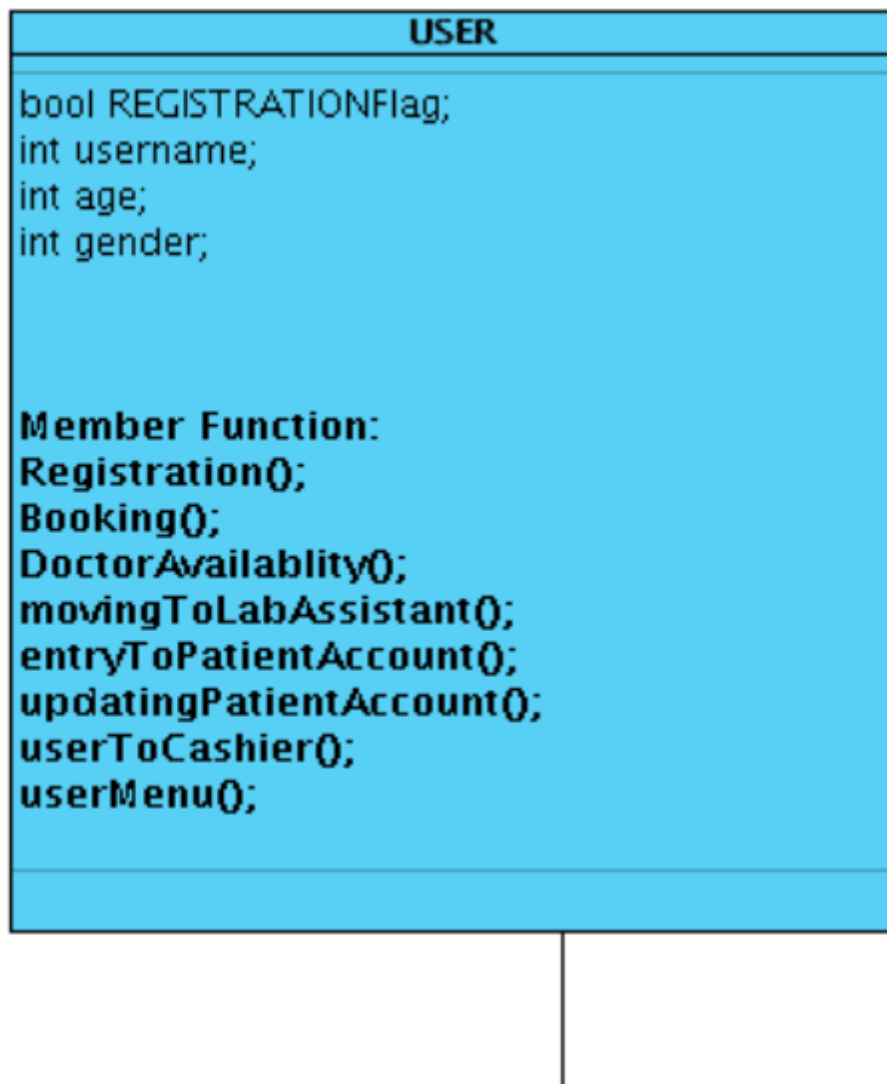 USER
bool REGISTRATIONFlag;
int username;
int age;
int gender;
Member Function:
Registration();
Booking();
DoctorAvailablity();
movingToLabAssistant();
entryToPatientAccount();
updatingPatientAccount();
userToCashier();
userMenu();